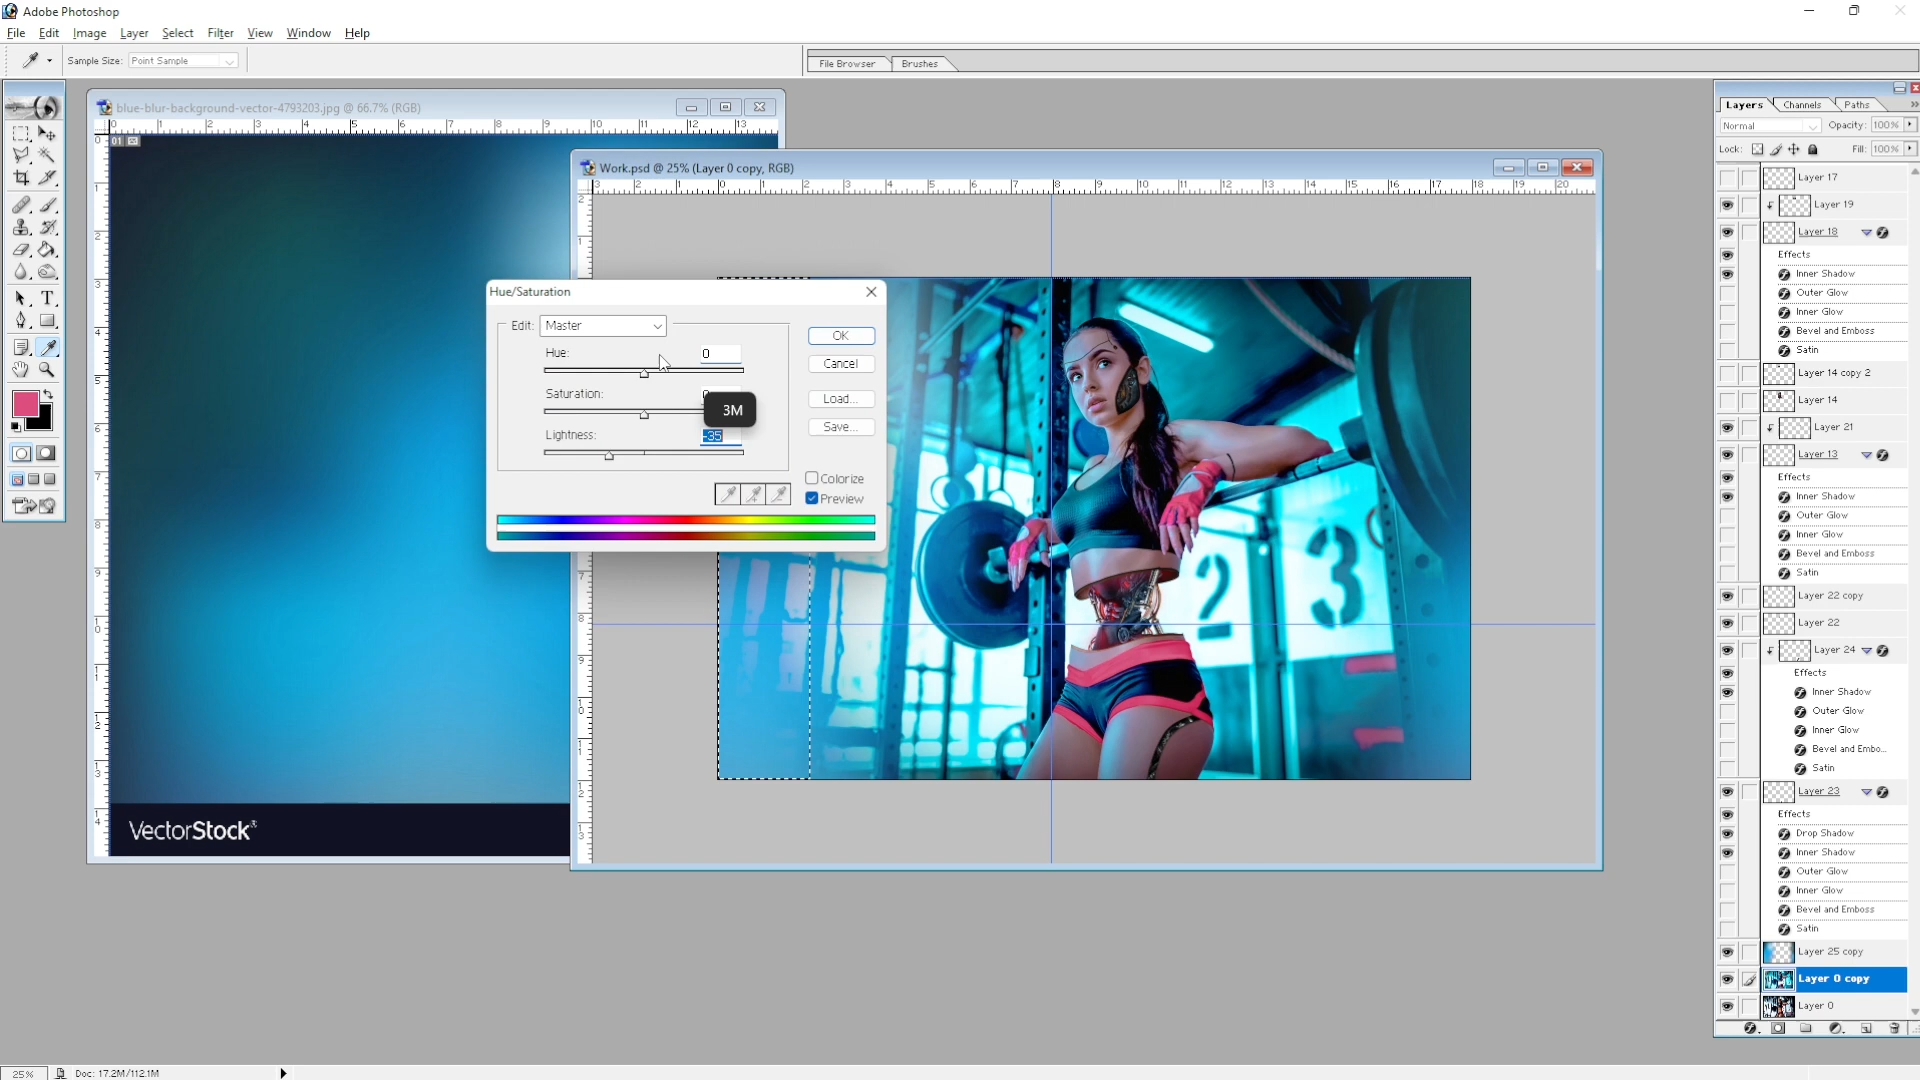 Adobe Photoshop
File Edit Image Layer Select Filter View Window Help
Sample Size: Point Sample
File Browser Brushes
blue-blur-background-vector-4793203.jpg @ 66.7% (RGB)
01
VectorStock®
Work.psd @ 25% (Layer 0 copy, RGB)
Hue/Saturation
Edit: Master
Hue: 0
Saturation:
Lightness: -35
3M
OK
Cancel
Load...
Save...
Colorize
Preview
2 3
Layers Channels Paths
Normal Opacity: 100%
Lock: Fill: 100%
Layer 17
Layer 19
Layer 18
Effects
Inner Shadow
Outer Glow
Inner Glow
Bevel and Emboss
Satin
Layer 14 copy 2
Layer 14
Layer 21
Layer 13
Effects
Inner Shadow
Outer Glow
Inner Glow
Bevel and Emboss
Satin
Layer 22 copy
Layer 22
Layer 24
Effects
Inner Shadow
Outer Glow
Inner Glow
Bevel and Embo...
Satin
Layer 23
Effects
Drop Shadow
Inner Shadow
Outer Glow
Inner Glow
Bevel and Emboss
Satin
Layer 25 copy
Layer 0 copy
Layer 0
25% Doc: 17.2M/112.1M